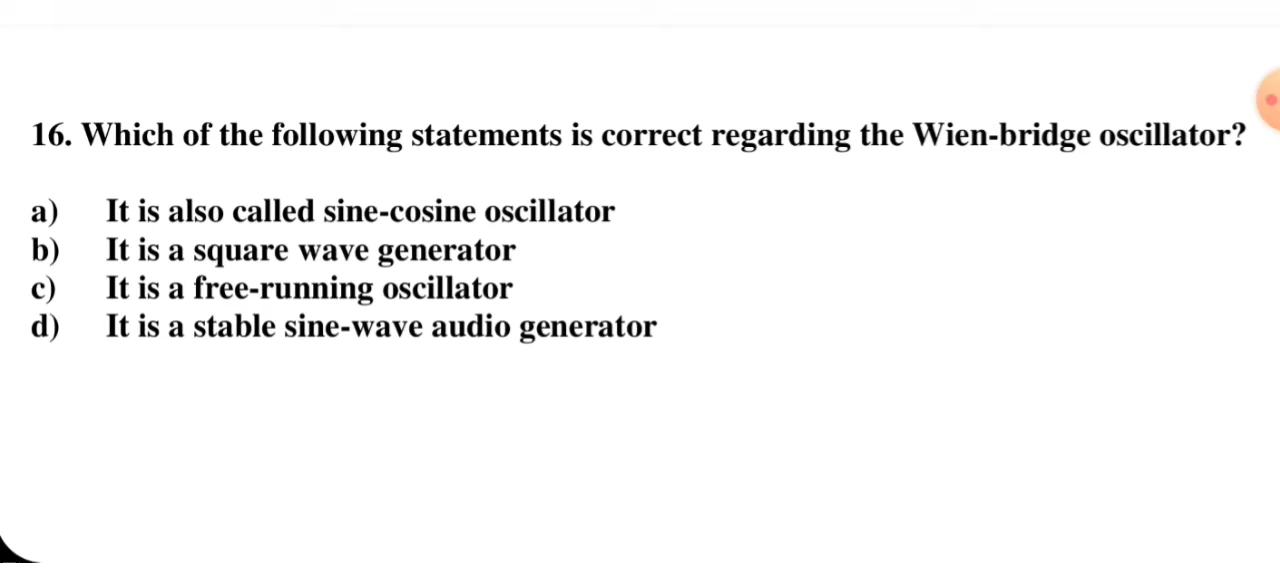 16. Which of the following statements is correct regarding the Wien-bridge oscillator?
a) It is also called sine-cosine oscillator
b) It is a square wave generator
c) It is a free-running oscillator
d) It is a stable sine-wave audio generator